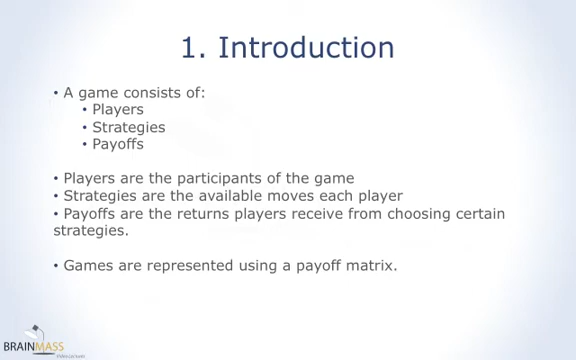 1. Introduction
• A game consists of:
• Players
• Strategies
• Payoffs
• Players are the participants of the game
• Strategies are the available moves each player
• Payoffs are the returns players receive from choosing certain
strategies.
• Games are represented using a payoff matrix.
BRAINMASS